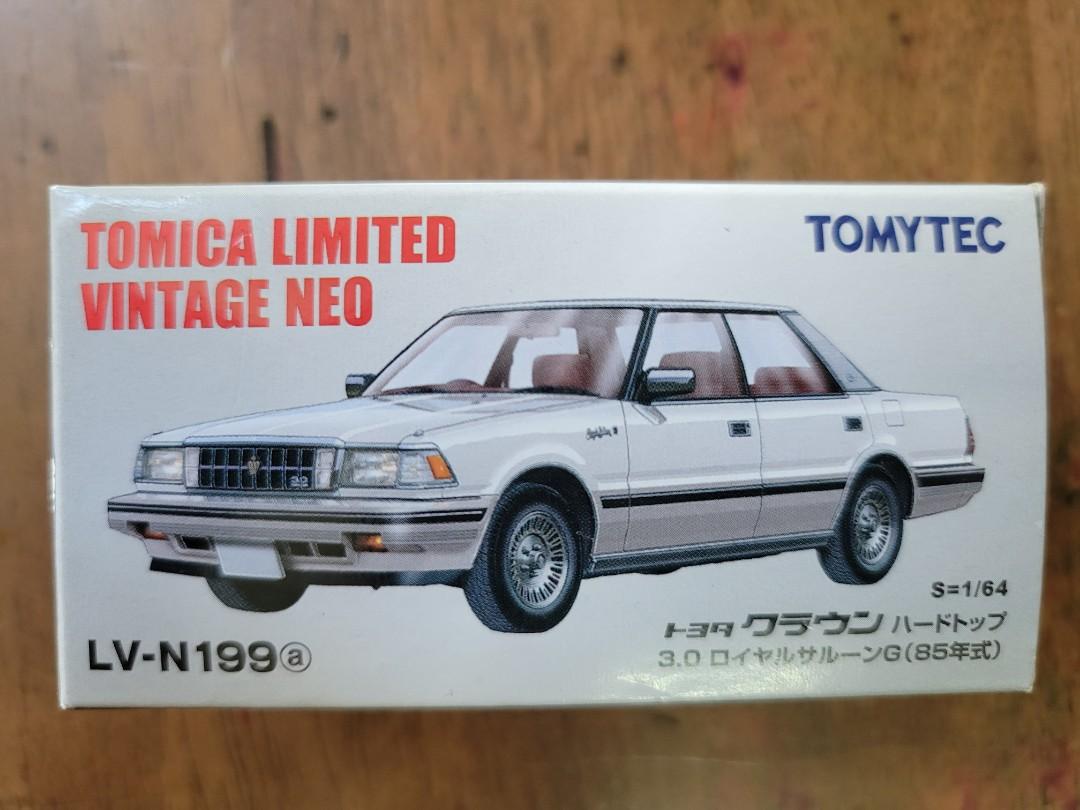 TOMICA LIMITED
VINTAGE NEO
TOMYTEC
S=1/64
トヨタ クラウン ハードトップ
3.0 ロイヤルサルーンG(85年式)
LV-N199ⓐ